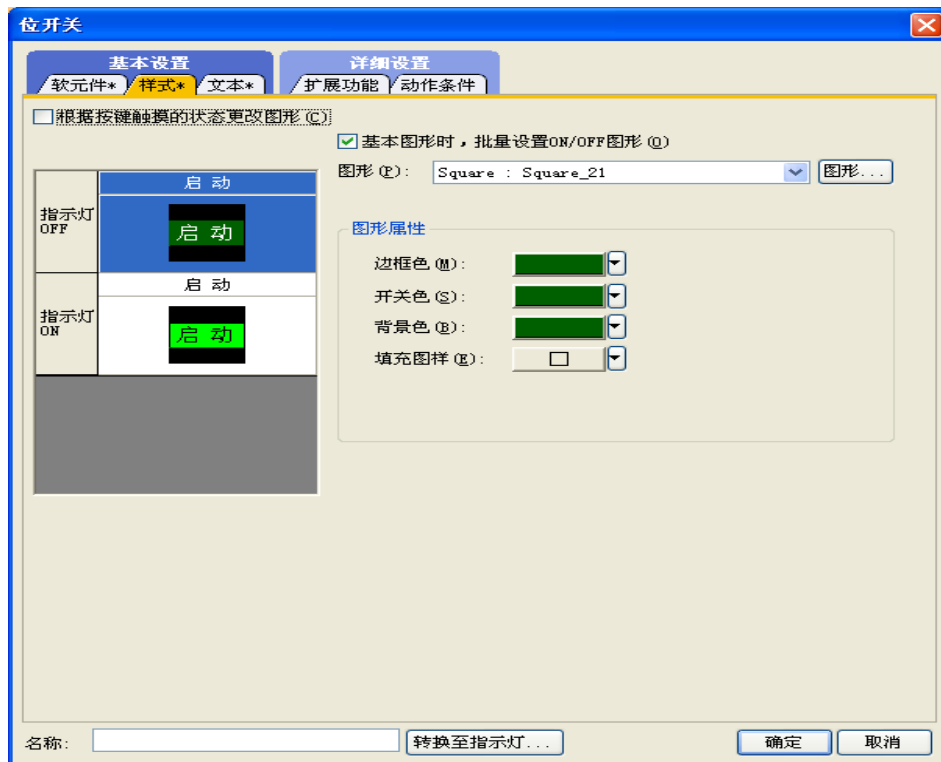 位开关
基本设置
详细设置
软元件*
样式*
文本*
扩展功能
动作条件
根据按键触摸的状态更改图形(C)
基本图形时，批量设置ON/OFF图形(O)
图形(P):
Square : Square_21
图形...
启 动
指示灯
OFF
启 动
启 动
指示灯
ON
启 动
图形属性
边框色(M):
开关色(S):
背景色(B):
填充图样(E):
名称:
转换至指示灯...
确定
取消